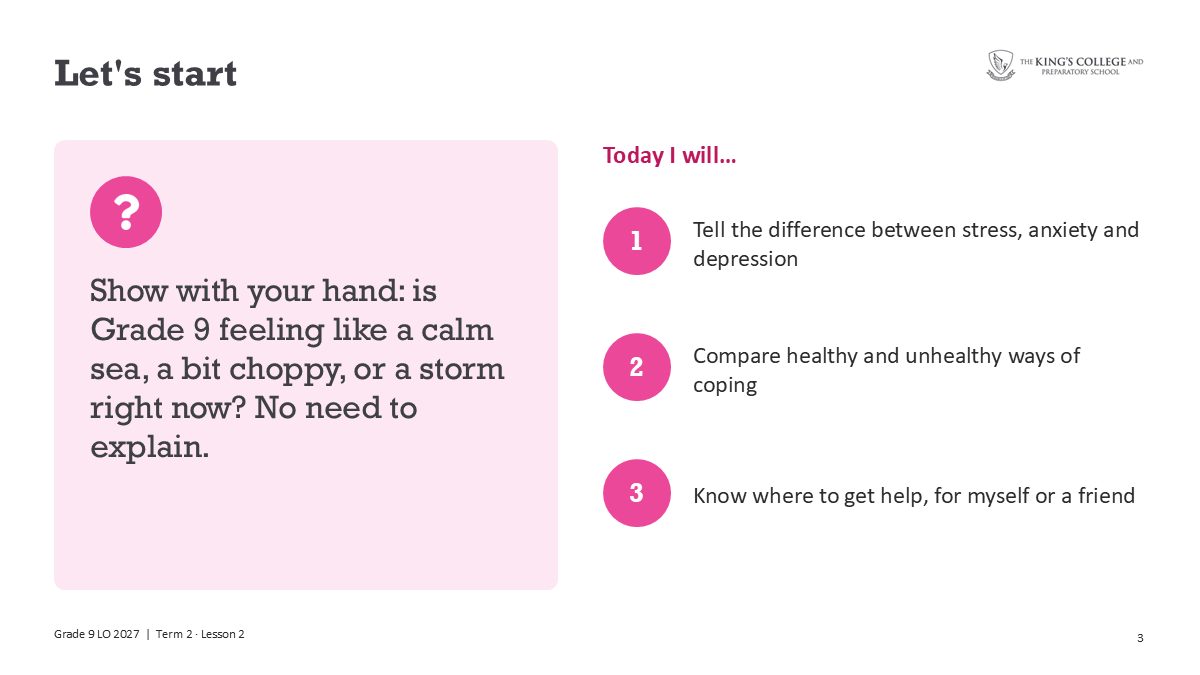 Let's start
THE KING'S COLLEGE AND
PREPARATORY SCHOOL
?
Show with your hand: is
Grade 9 feeling like a calm
sea, a bit choppy, or a storm
right now? No need to
explain.
Today I will...
1
Tell the difference between stress, anxiety and
depression
2
Compare healthy and unhealthy ways of
coping
3
Know where to get help, for myself or a friend
Grade 9 LO 2027 | Term 2 · Lesson 2
3